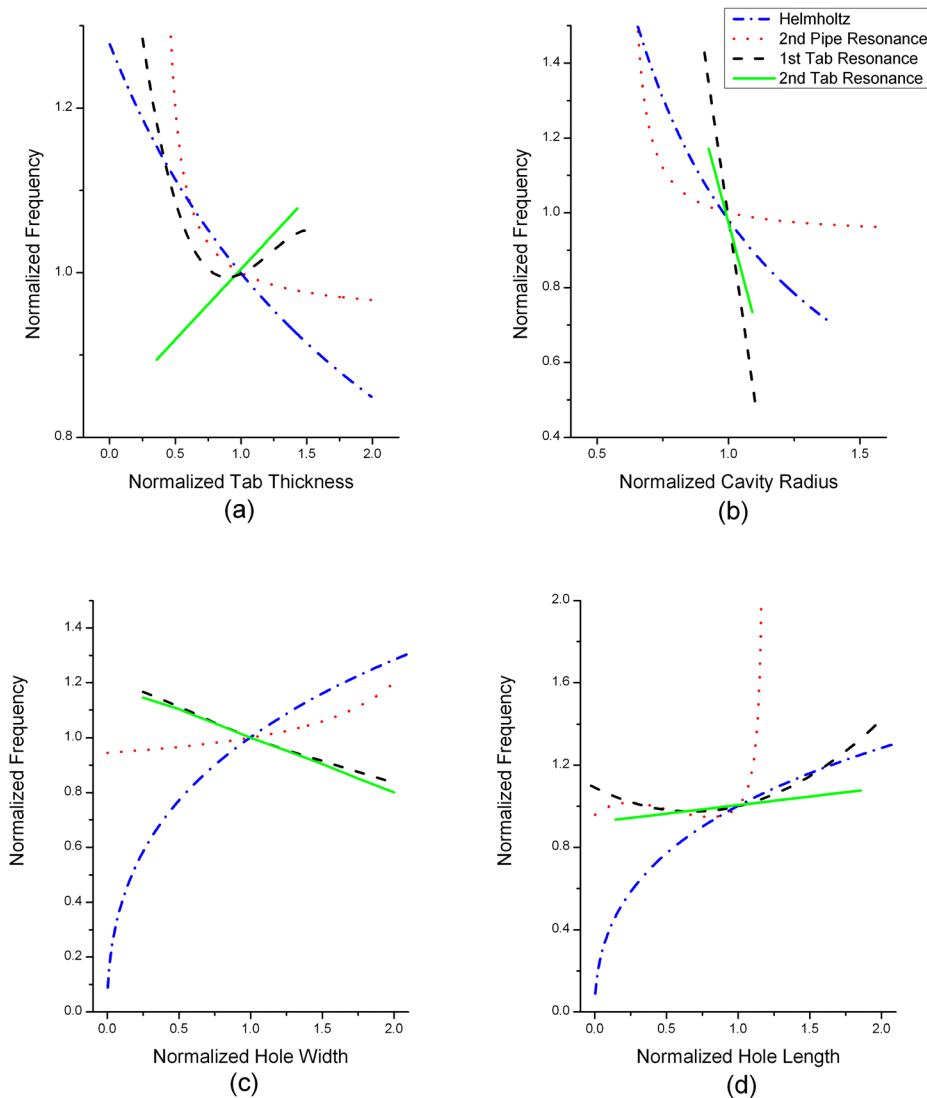 Helmholtz
2nd Pipe Resonance
1st Tab Resonance
2nd Tab Resonance
Normalized Frequency
1.2
1.0
0.8
0.0 0.5 1.0 1.5 2.0
Normalized Tab Thickness
(a)
Normalized Frequency
1.4
1.2
1.0
0.8
0.6
0.4
0.5 1.0 1.5
Normalized Cavity Radius
(b)
Normalized Frequency
1.4
1.2
1.0
0.8
0.6
0.4
0.2
0.0
0.0 0.5 1.0 1.5 2.0
Normalized Hole Width
(c)
Normalized Frequency
2.0
1.6
1.2
0.8
0.4
0.0
0.0 0.5 1.0 1.5 2.0
Normalized Hole Length
(d)